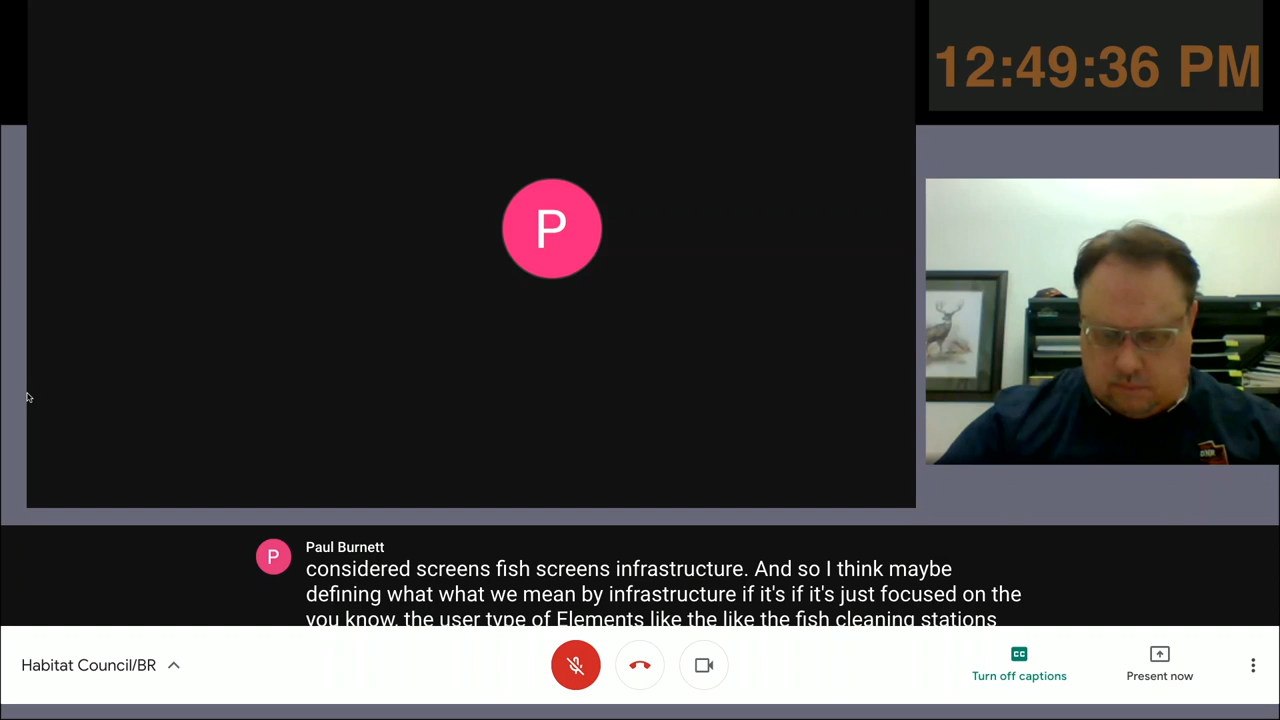 12:49:36 PM
P
P
Paul Burnett
considered screens fish screens infrastructure. And so I think maybe
defining what what we mean by infrastructure if it's if it's just focused on the
you know, the user type of Elements like the like the fish cleaning stations
Habitat Council/BR
CC
Turn off captions
Present now